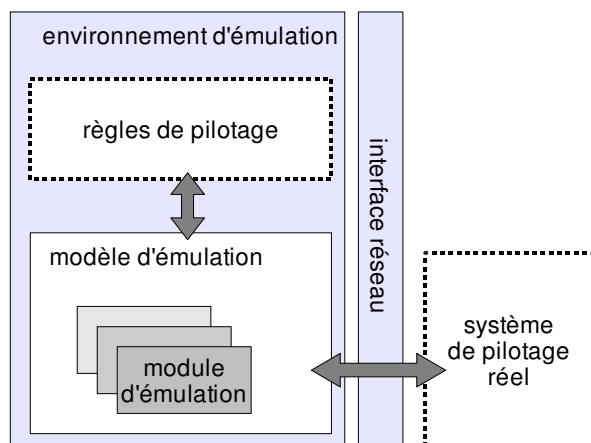 environnement d'émulation
règles de pilotage
modèle d'émulation
module
d'émulation
interface réseau
système
de pilotage
réel